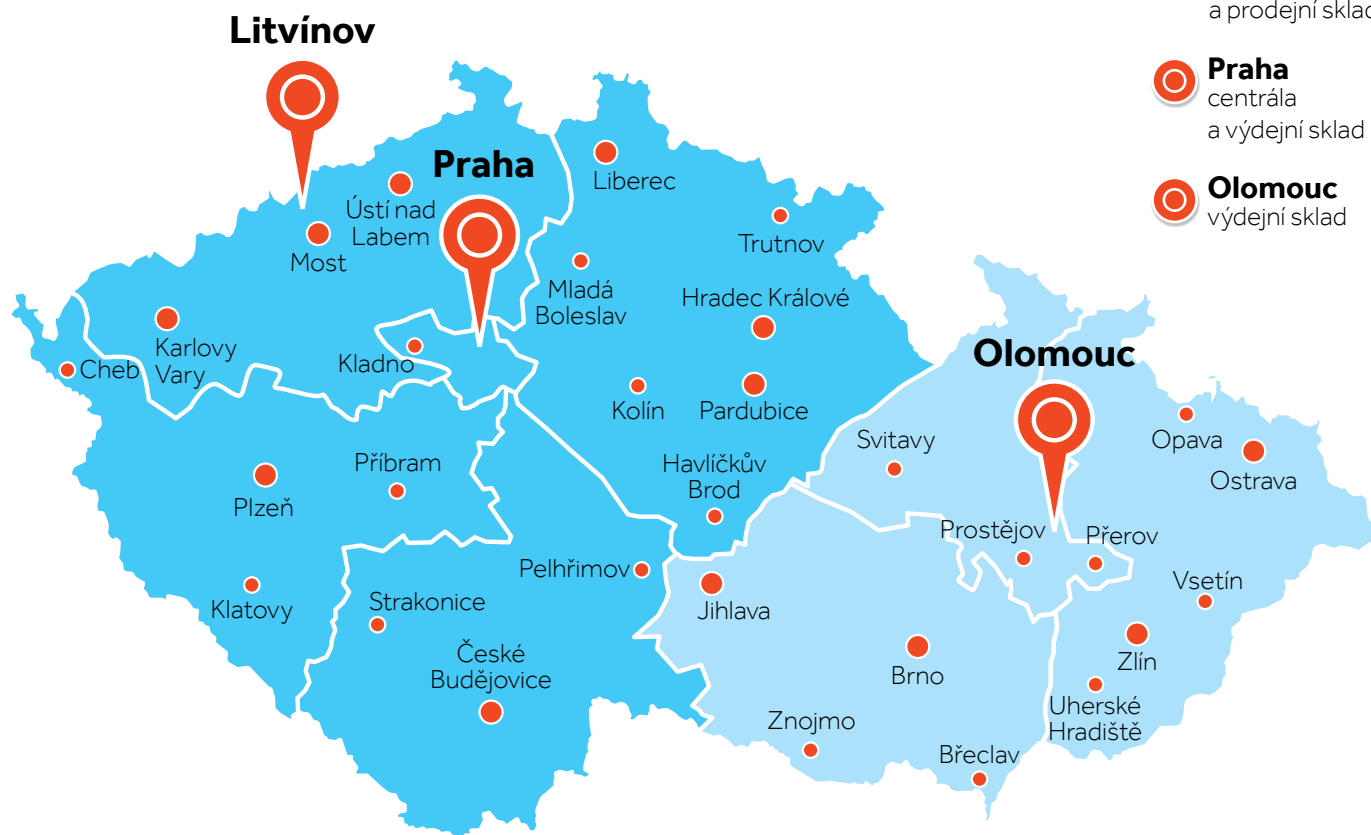 a prodejní sklad
Litvínov
Praha
centrála
a výdejní sklad
Praha
Liberec
Olomouc
výdejní sklad
Ústí nad
Labem
Most
Trutnov
Mladá
Boleslav
Hradec Králové
Karlovy
Vary
Cheb
Kladno
Olomouc
Kolín
Pardubice
Svitavy
Opava
Ostrava
Příbram
Havlíčkův
Brod
Plzeň
Prostějov
Přerov
Pelhřimov
Vsetín
Klatovy
Strakonice
Jihlava
České
Budějovice
Brno
Zlín
Uherské
Hradiště
Znojmo
Břeclav